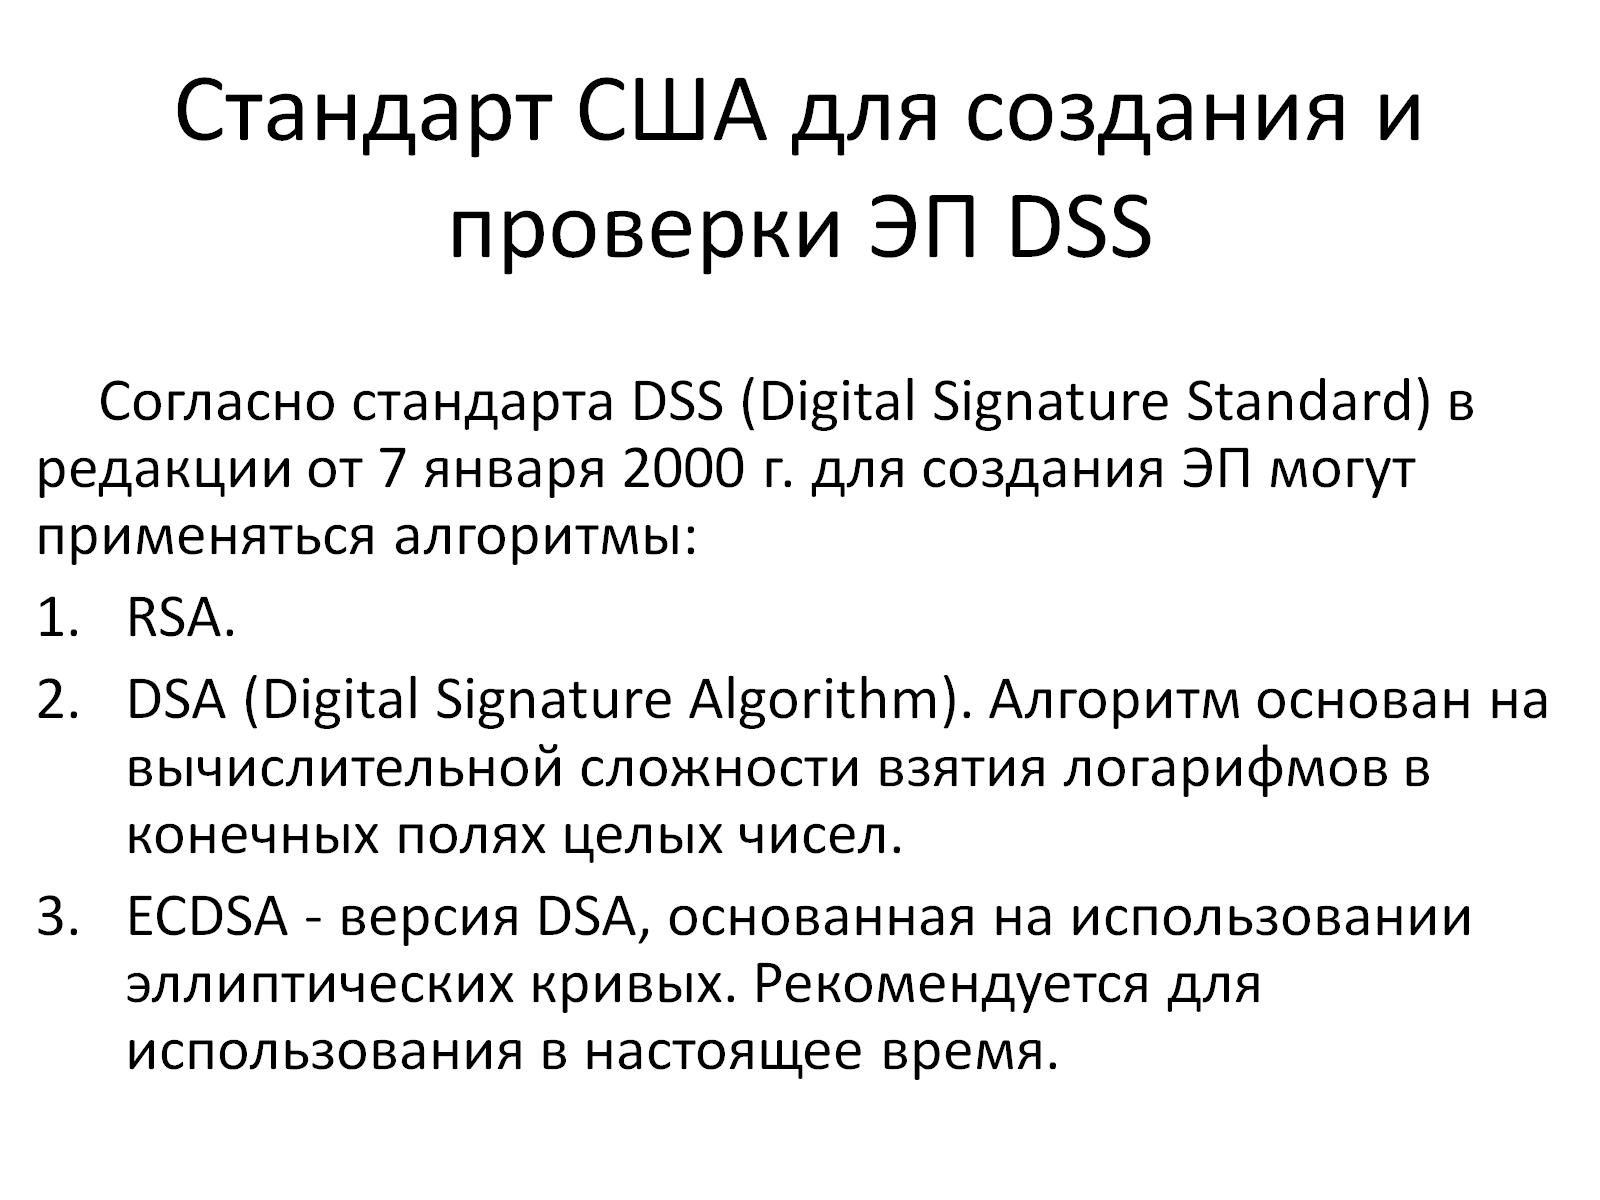 Стандарт США для создания и
проверки ЭП DSS
Согласно стандарта DSS (Digital Signature Standard) в
редакции от 7 января 2000 г. для создания ЭП могут
применяться алгоритмы:
1. RSA.
2. DSA (Digital Signature Algorithm). Алгоритм основан на
вычислительной сложности взятия логарифмов в
конечных полях целых чисел.
3. ECDSA - версия DSA, основанная на использовании
эллиптических кривых. Рекомендуется для
использования в настоящее время.